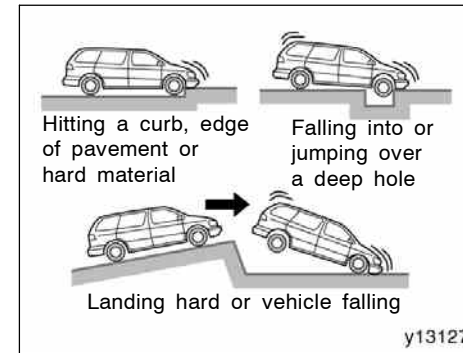 Hitting a curb, edge
of pavement or
hard material
Falling into or
jumping over
a deep hole
Landing hard or vehicle falling
y13127